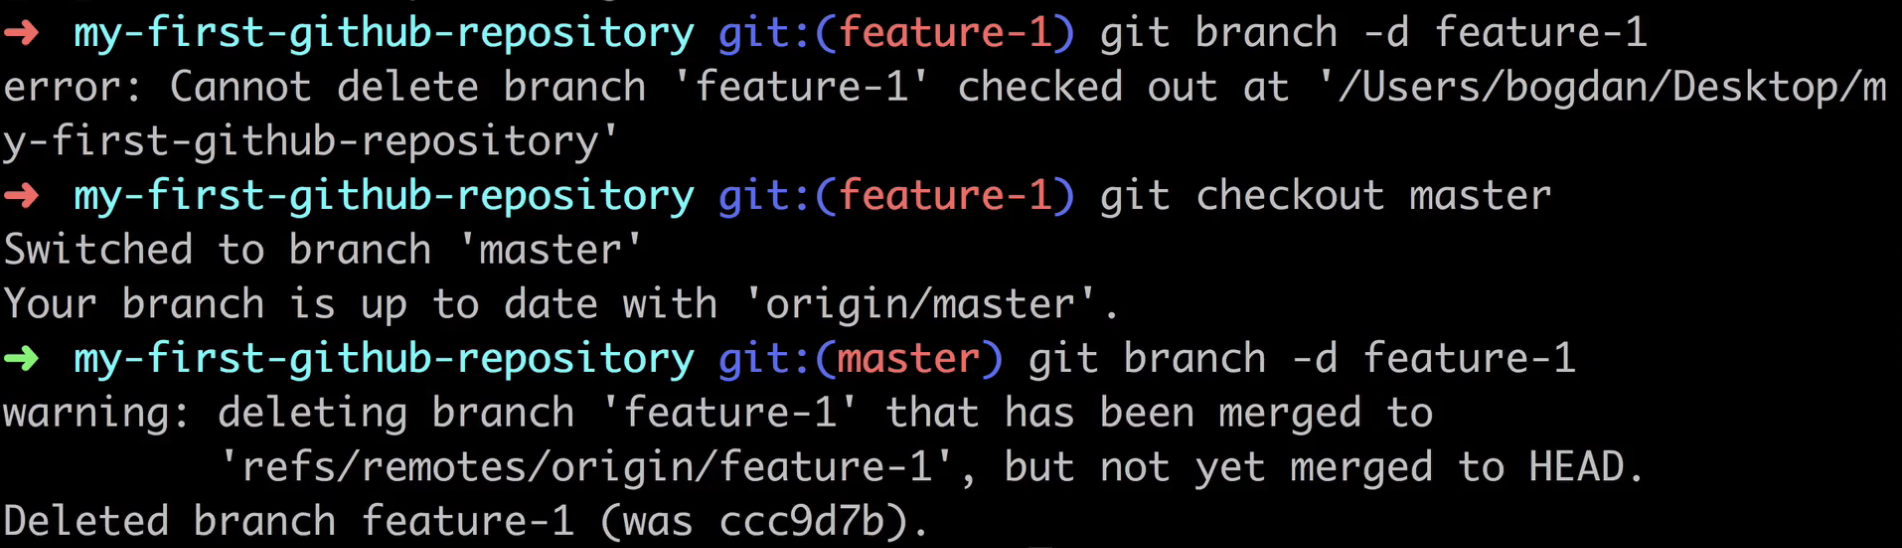 ➜ my-first-github-repository git:(feature-1) git branch -d feature-1
error: Cannot delete branch 'feature-1' checked out at '/Users/bogdan/Desktop/m
y-first-github-repository'
➜ my-first-github-repository git:(feature-1) git checkout master
Switched to branch 'master'
Your branch is up to date with 'origin/master'.
➜ my-first-github-repository git:(master) git branch -d feature-1
warning: deleting branch 'feature-1' that has been merged to
'refs/remotes/origin/feature-1', but not yet merged to HEAD.
Deleted branch feature-1 (was ccc9d7b).